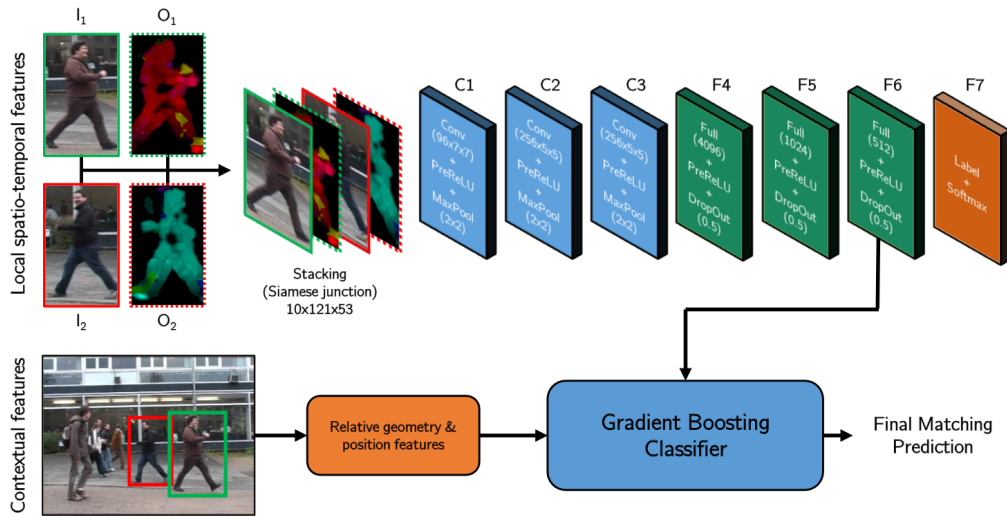 Local spatio-temporal features
I1
O1
I2
O2
Stacking
(Siamese junction)
10x121x53
C1
Conv
(96x7x7)
+
PreReLU
+
MaxPool
(2x2)
C2
Conv
(256x5x5)
+
PreReLU
+
MaxPool
(2x2)
C3
Conv
(256x5x5)
+
PreReLU
+
MaxPool
(2x2)
F4
Full
(4096)
+
PreReLU
+
DropOut
(0.5)
F5
Full
(1024)
+
PreReLU
+
DropOut
(0.5)
F6
Full
(512)
+
PreReLU
+
DropOut
(0.5)
F7
Label
+
Softmax
Contextual features
Relative geometry &
position features
Gradient Boosting
Classifier
Final Matching
Prediction